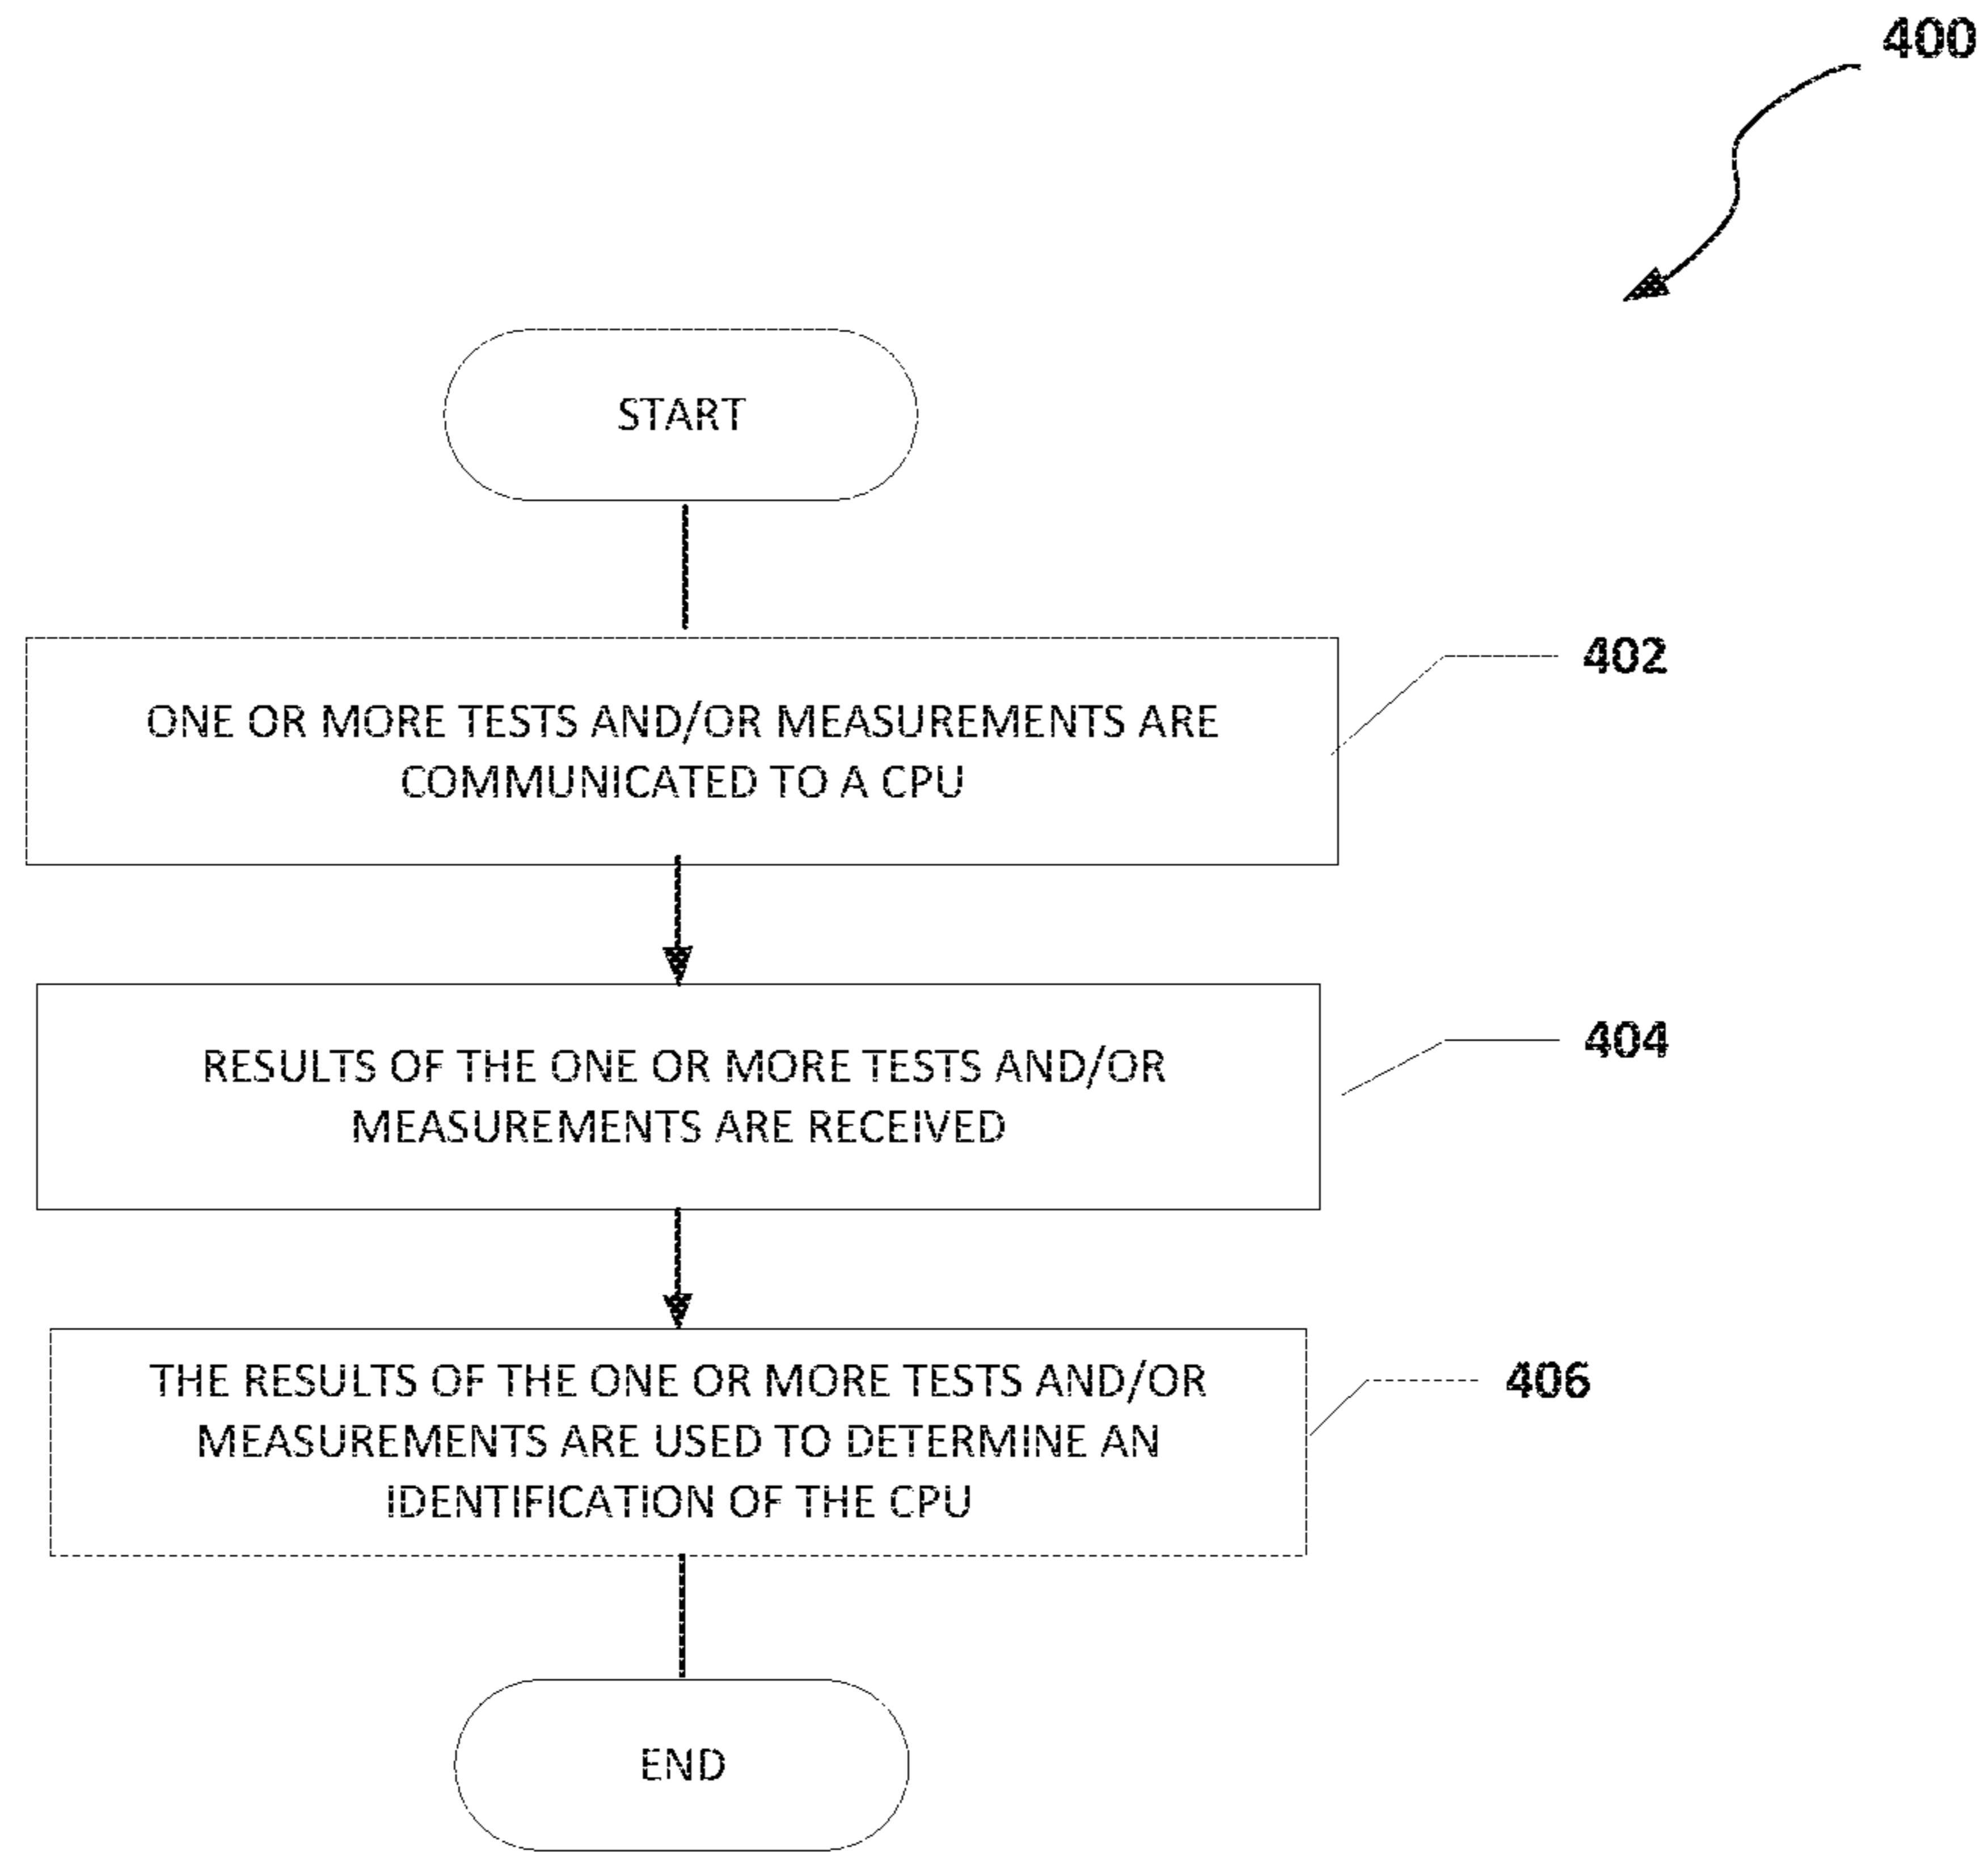 400
START
402
ONE OR MORE TESTS AND/OR MEASUREMENTS ARE
COMMUNICATED TO A CPU
404
RESULTS OF THE ONE OR MORE TESTS AND/OR
MEASUREMENTS ARE RECEIVED
406
THE RESULTS OF THE ONE OR MORE TESTS AND/OR
MEASUREMENTS ARE USED TO DETERMINE AN
IDENTIFICATION OF THE CPU
END